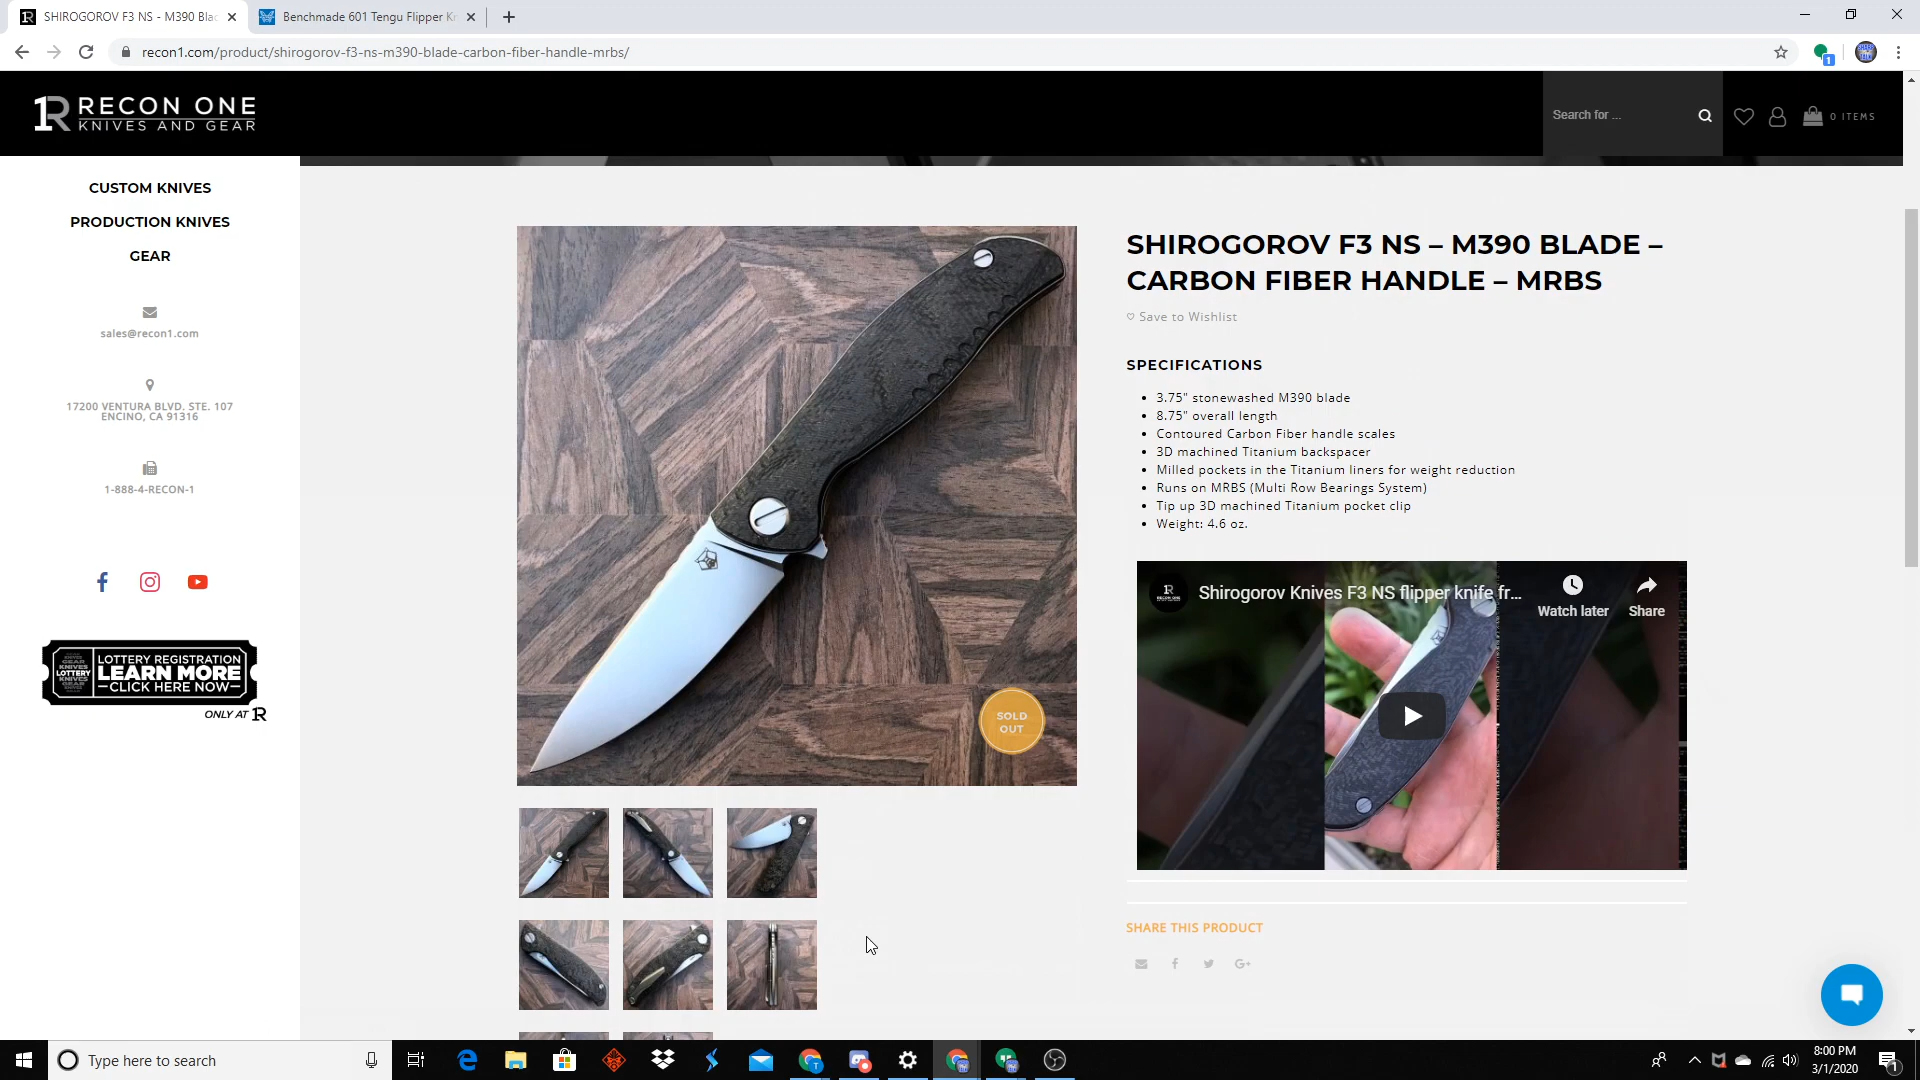 SHIROGOROV F3 NS - M390 Blac
Benchmade 601 Tengu Flipper Kn
recon1.com/product/shirogorov-f3-ns-m390-blade-carbon-fiber-handle-mrbs/
1R RECON ONE
KNIVES AND GEAR
Search for ...
0 ITEMS
CUSTOM KNIVES
PRODUCTION KNIVES
GEAR
sales@recon1.com
17200 VENTURA BLVD. STE. 107
ENCINO, CA 91316
1-888-4-RECON-1
LOTTERY REGISTRATION
LEARN MORE
CLICK HERE NOW
ONLY AT 1R
SOLD
OUT
SHIROGOROV F3 NS – M390 BLADE –
CARBON FIBER HANDLE – MRBS
Save to Wishlist
SPECIFICATIONS
3.75" stonewashed M390 blade
8.75" overall length
Contoured Carbon Fiber handle scales
3D machined Titanium backspacer
Milled pockets in the Titanium liners for weight reduction
Runs on MRBS (Multi Row Bearings System)
Tip up 3D machined Titanium pocket clip
Weight: 4.6 oz.
Shirogorov Knives F3 NS flipper knife fr...
Watch later
Share
SHARE THIS PRODUCT
Type here to search
8:00 PM
3/1/2020